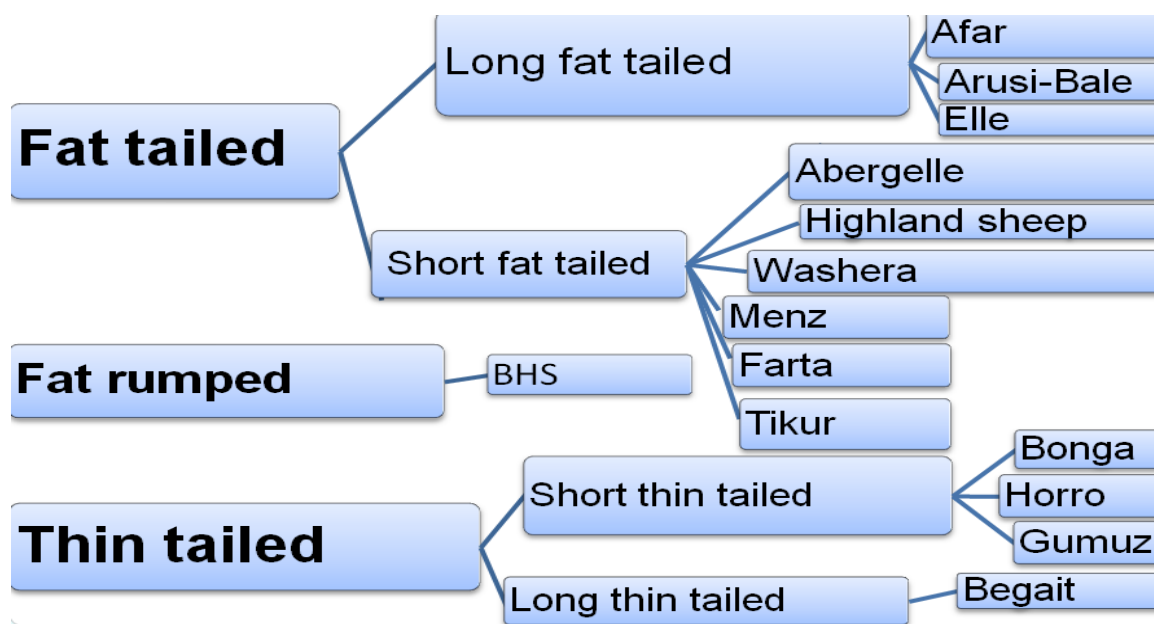 Fat tailed
Long fat tailed
Afar
Arusi-Bale
Elle
Short fat tailed
Abergelle
Highland sheep
Washera
Menz
Farta
Tikur
Fat rumped
BHS
Thin tailed
Short thin tailed
Bonga
Horro
Gumuz
Long thin tailed
Begait